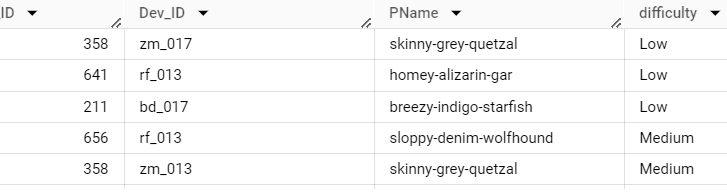 _ID Dev_ID PName difficulty
358 zm_017 skinny-grey-quetzal Low
641 rf_013 homey-alizarin-gar Low
211 bd_017 breezy-indigo-starfish Low
656 rf_013 sloppy-denim-wolfhound Medium
358 zm_013 skinny-grey-quetzal Medium